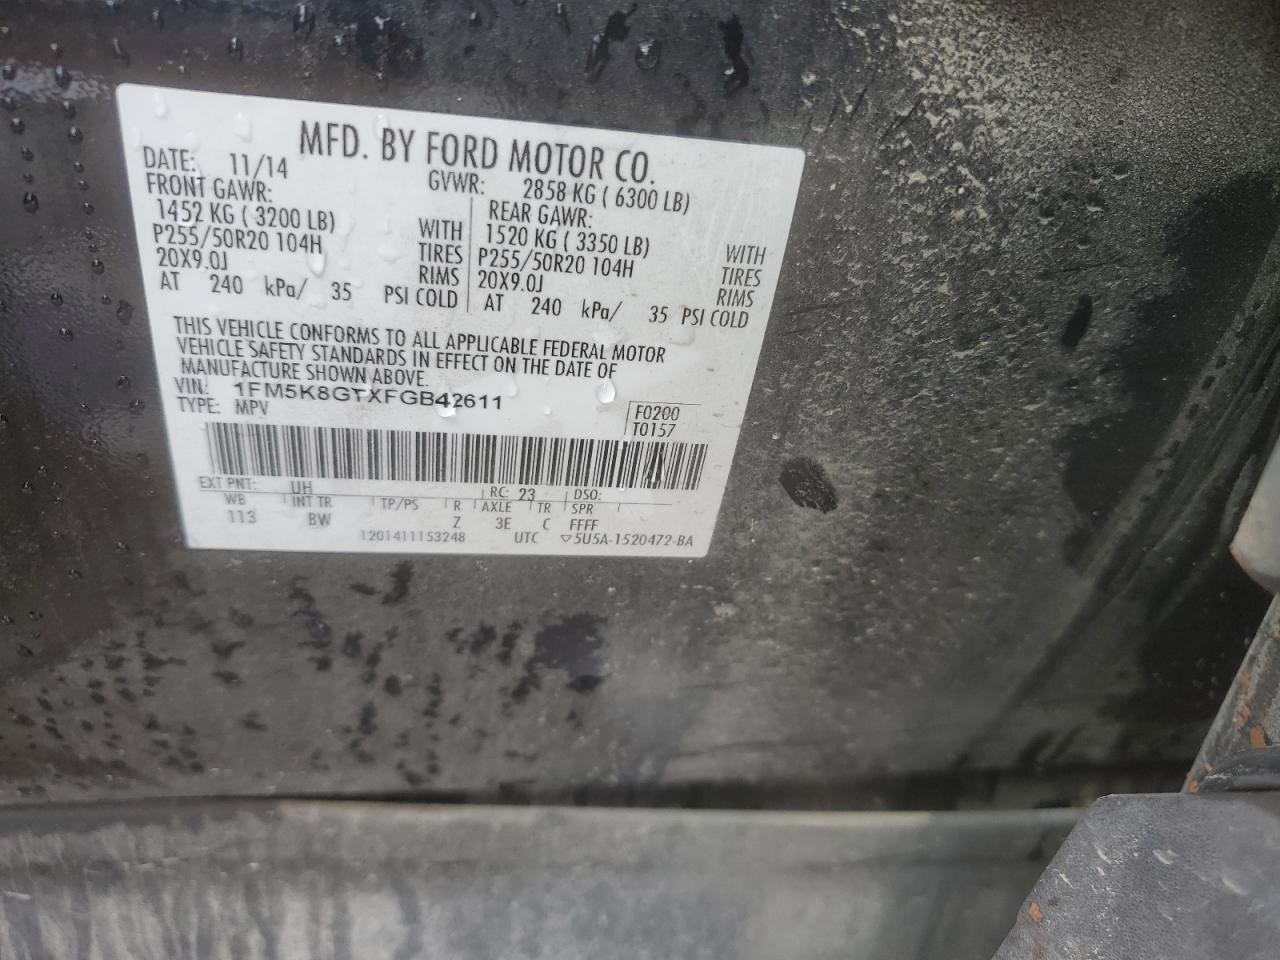 MFD. BY FORD MOTOR CO.
DATE: 11/14 GVWR: 2858 KG ( 6300 LB)
FRONT GAWR: REAR GAWR:
1452 KG ( 3200 LB) WITH 1520 KG ( 3350 LB) WITH
P255/50R20 104H TIRES P255/50R20 104H TIRES
20X9.0J RIMS 20X9.0J RIMS
AT 240 kPa/ 35 PSI COLD AT 240 kPa/ 35 PSI COLD
THIS VEHICLE CONFORMS TO ALL APPLICABLE FEDERAL MOTOR
VEHICLE SAFETY STANDARDS IN EFFECT ON THE DATE OF
MANUFACTURE SHOWN ABOVE.
VIN: 1FM5K8GTXFGB42611
TYPE: MPV F0200
T0157
EXT PNT: UH RC: 23 DSO:
WB INT TR TP/PS R AXLE TR SPR
113 BW Z 3E C FFFF
1201411153248 UTC ▽5U5A-1520472-BA